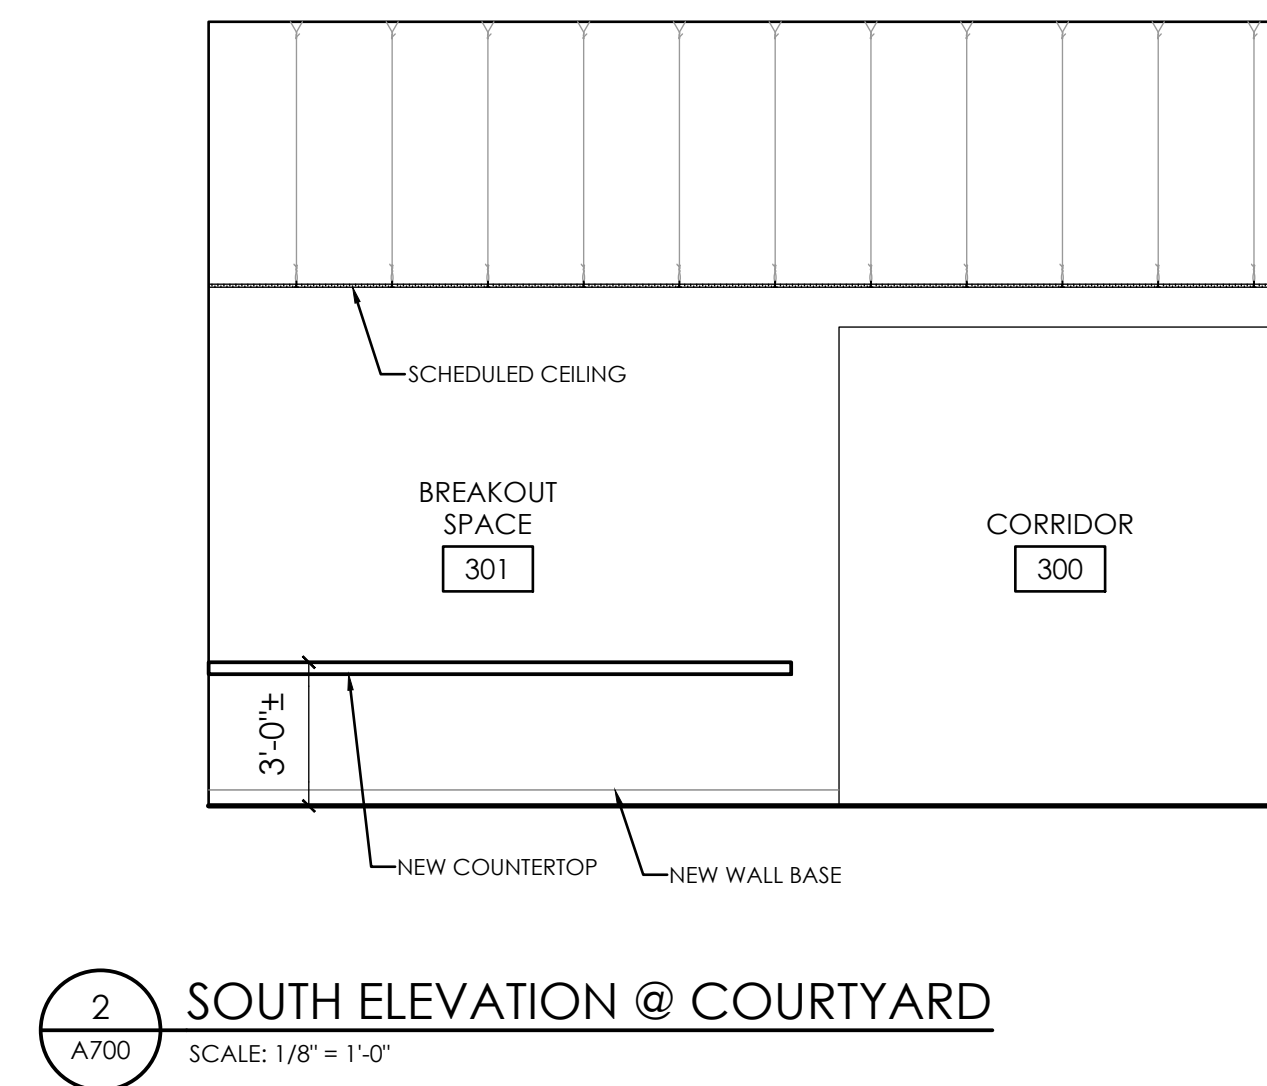 SCHEDULED CEILING
BREAKOUT
SPACE
301
CORRIDOR
300
3'-0"±
NEW COUNTERTOP
NEW WALL BASE
2
A700
SOUTH ELEVATION @ COURTYARD
SCALE: 1/8" = 1'-0"